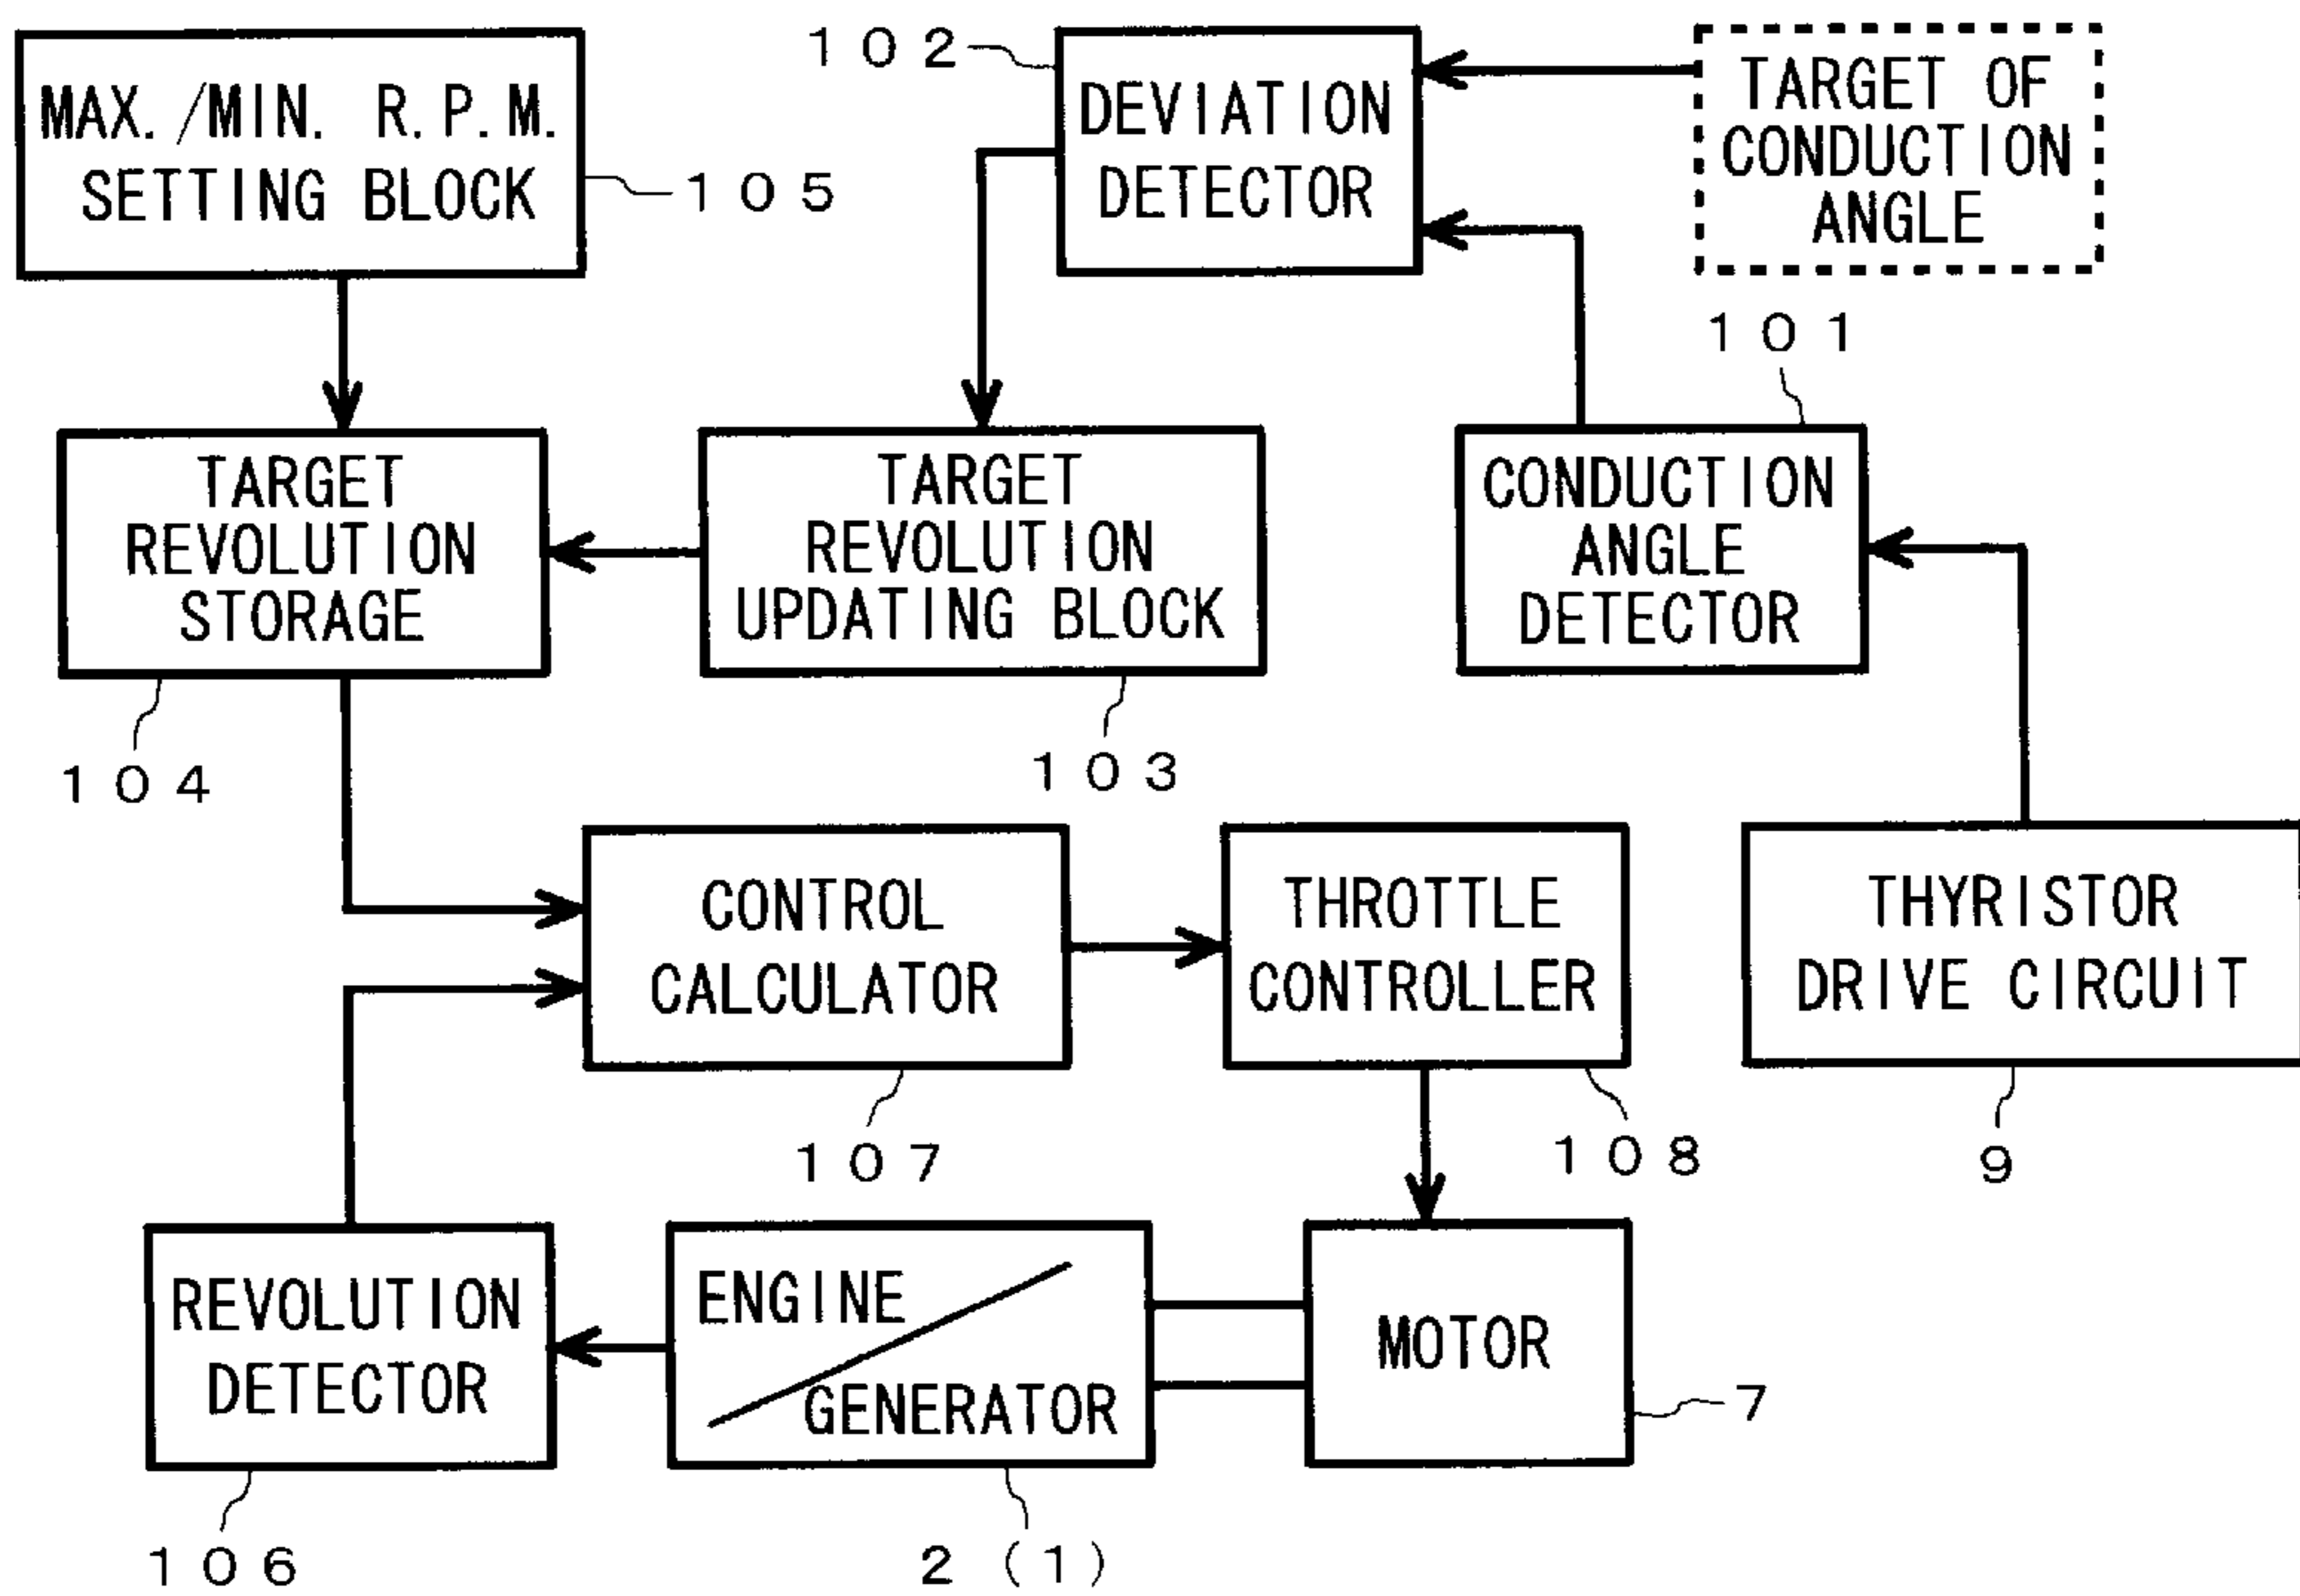 MAX./MIN. R.P.M.
SETTING BLOCK
105
102
DEVIATION
DETECTOR
TARGET OF
CONDUCTION
ANGLE
101
TARGET
REVOLUTION
STORAGE
104
TARGET
REVOLUTION
UPDATING BLOCK
103
CONDUCTION
ANGLE
DETECTOR
CONTROL
CALCULATOR
107
THROTTLE
CONTROLLER
108
THYRISTOR
DRIVE CIRCUIT
9
REVOLUTION
DETECTOR
106
ENGINE
GENERATOR
2(1)
MOTOR
7